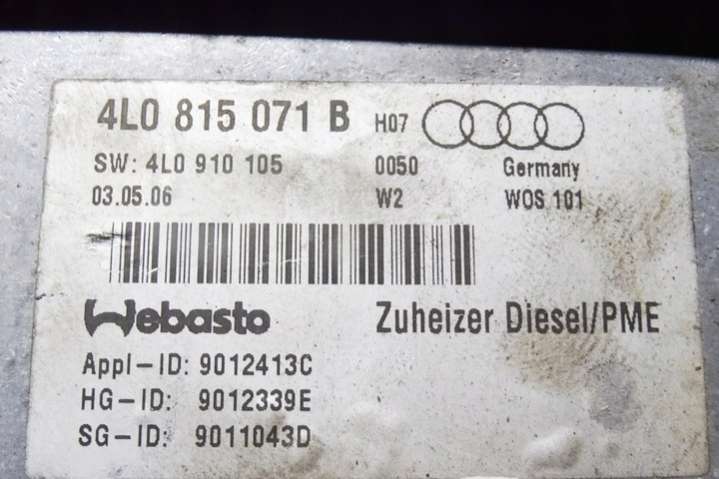 4L0 815 071 B H07
SW: 4L0 910 105 0050 Germany
03.05.06 W2 WOS 101
Webasto Zuheizer Diesel/PME
Appl-ID: 9012413C
HG-ID: 9012339E
SG-ID: 9011043D